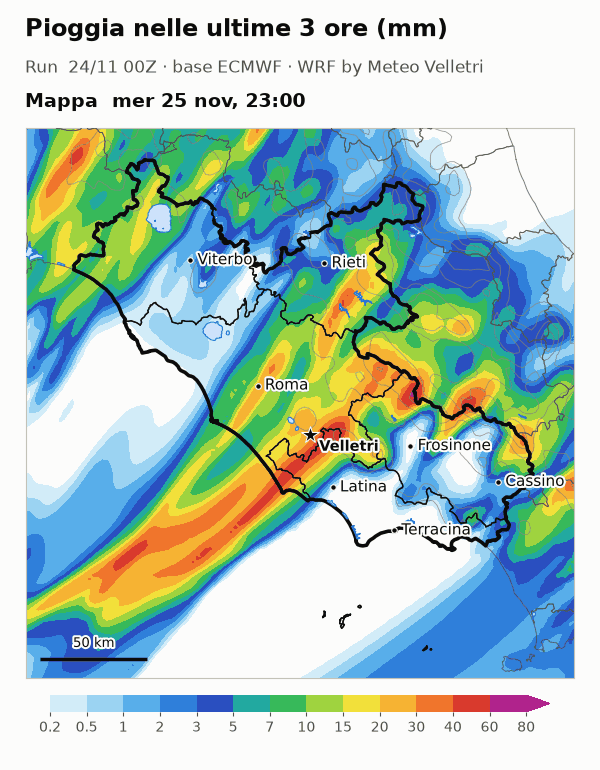 Pioggia nelle ultime 3 ore (mm)
Run 24/11 00Z · base ECMWF · WRF by Meteo Velletri
Mappa mer 25 nov, 23:00
Viterbo
Rieti
Roma
Velletri
Frosinone
Latina
Cassino
Terracina
50 km
0.2 0.5 1 2 3 5 7 10 15 20 30 40 60 80